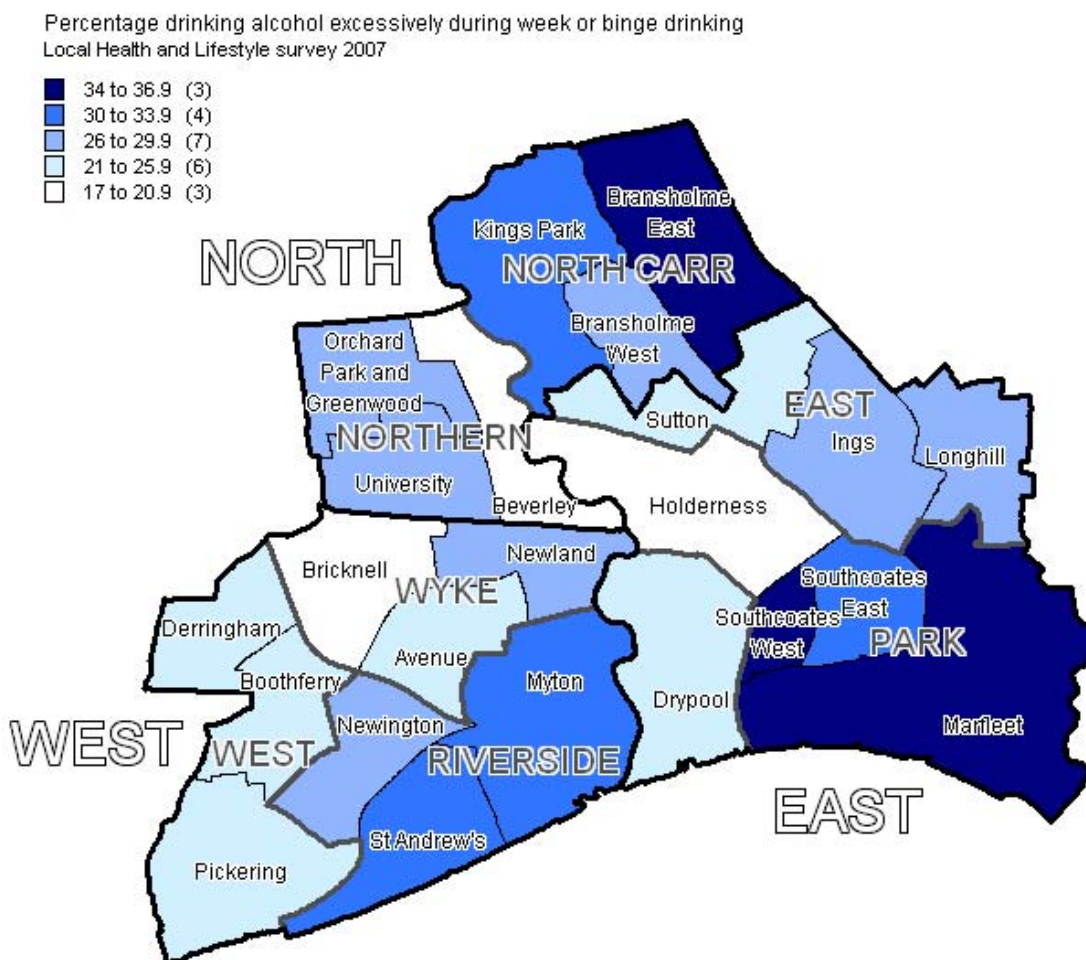 Percentage drinking alcohol excessively during week or binge drinking
Local Health and Lifestyle survey 2007
34 to 36.9 (3)
30 to 33.9 (4)
26 to 29.9 (7)
21 to 25.9 (6)
17 to 20.9 (3)
Bransholme
East
Kings Park
NORTH
NORTH CARR
Bransholme
West
Orchard
Park and
Greenwood
NORTHERN
EAST
Sutton
Ings
Longhill
University
Beverley
Holderness
Newland
Bricknell
WYKE
Southcoates
East
Southcoates
West
PARK
Derringham
Avenue
Boothferry
Myton
Drypool
Newington
Marfleet
WEST
WEST
RIVERSIDE
EAST
St Andrew's
Pickering